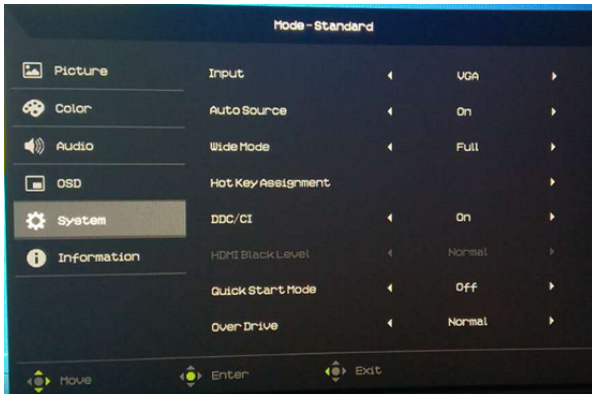 Mode-Standard
Picture
Input VGA
Color
Auto Source On
Audio
Wide Mode Full
OSD
Hot Key Assignment
System
DDC/CI On
Information
HDMI Black Level Normal
Quick Start Mode Off
Over Drive Normal
Move Enter Exit